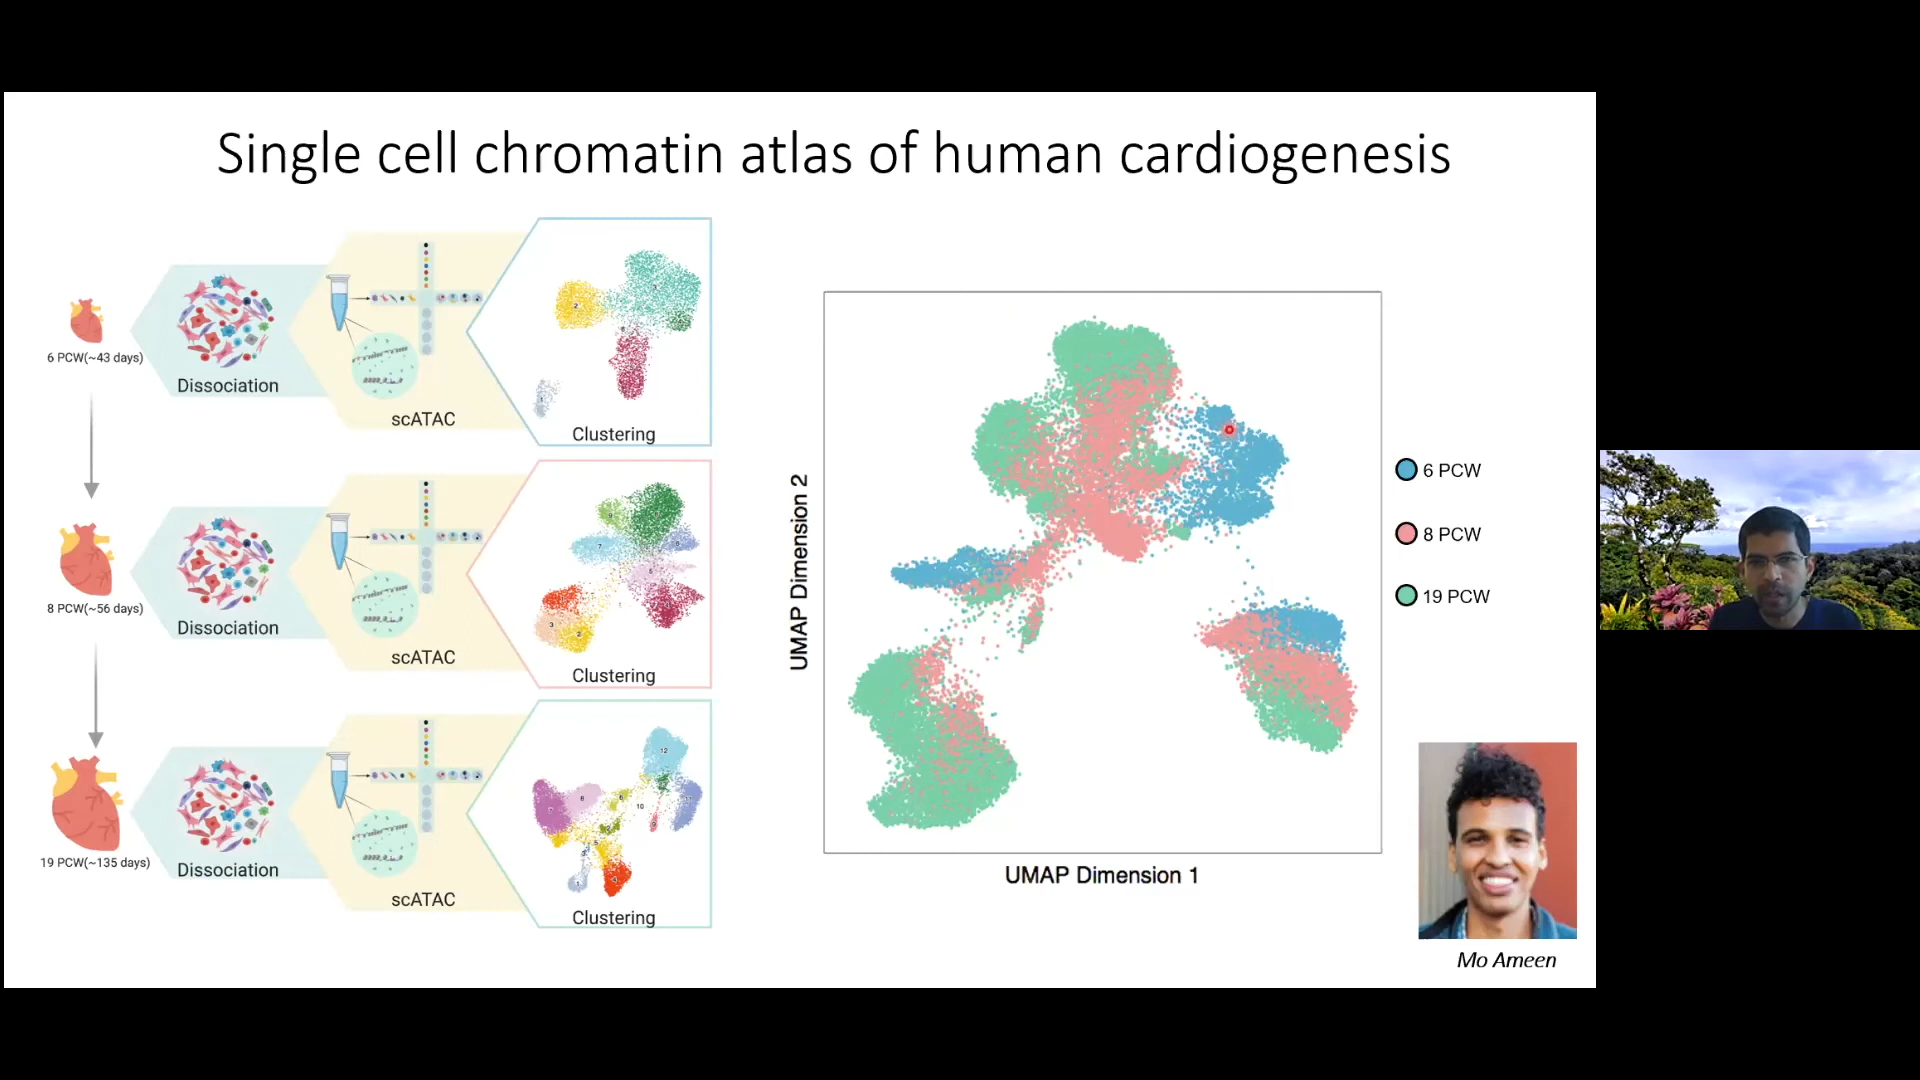 Single cell chromatin atlas of human cardiogenesis
6 PCW(~43 days)
Dissociation
scATAC
Clustering
8 PCW(~56 days)
Dissociation
scATAC
Clustering
19 PCW(~135 days)
Dissociation
scATAC
Clustering
UMAP Dimension 2
UMAP Dimension 1
6 PCW
8 PCW
19 PCW
Mo Ameen